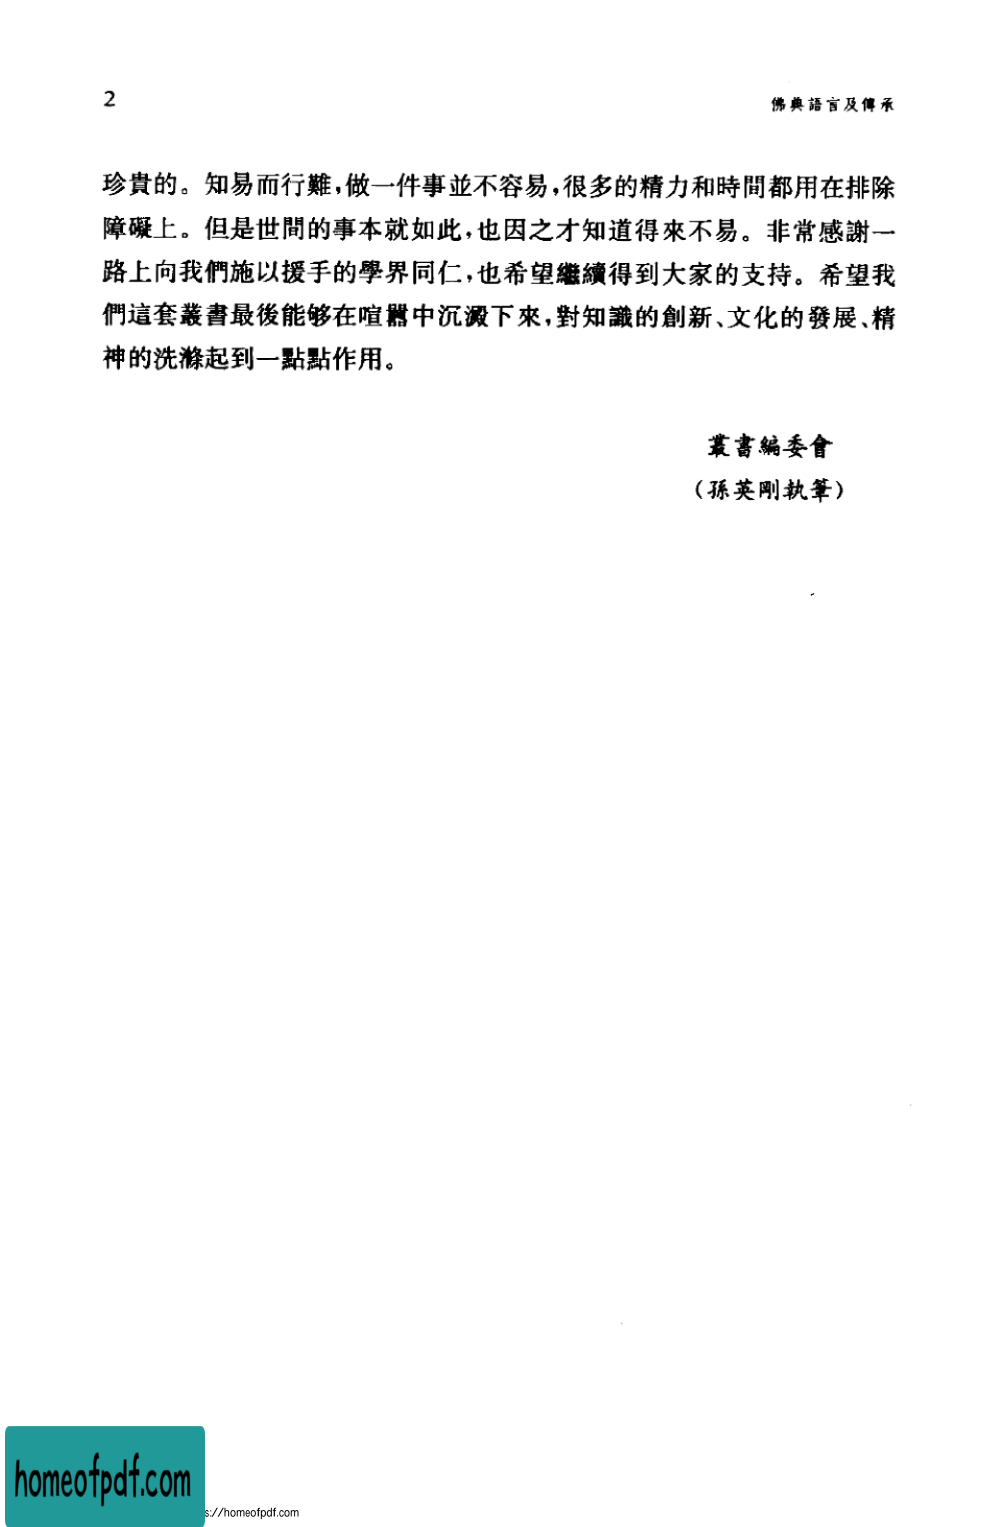 2
佛典語言及傳承
珍貴的。知易而行難,做一件事並不容易,很多的精力和時間都用在排除
障礙上。但是世間的事本就如此,也因之才知道得來不易。非常感謝一
路上向我們施以援手的學界同仁,也希望繼續得到大家的支持。希望我
們這套叢書最後能够在喧囂中沉澱下來,對知識的創新、文化的發展、精
神的洗滌起到一點點作用。
叢書編委會
(孫英剛執筆)
homeofpdf.com
s://homeofpdf.com